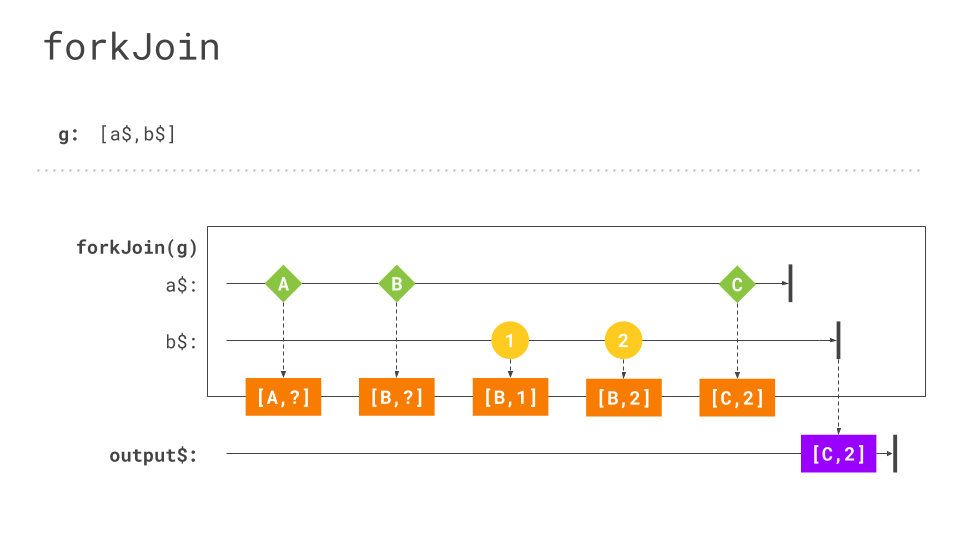 forkJoin
g: [a$,b$]
forkJoin(g)
a$: A B C
b$: 1 2
[A,?] [B,?] [B,1] [B,2] [C,2]
output$: [C,2]